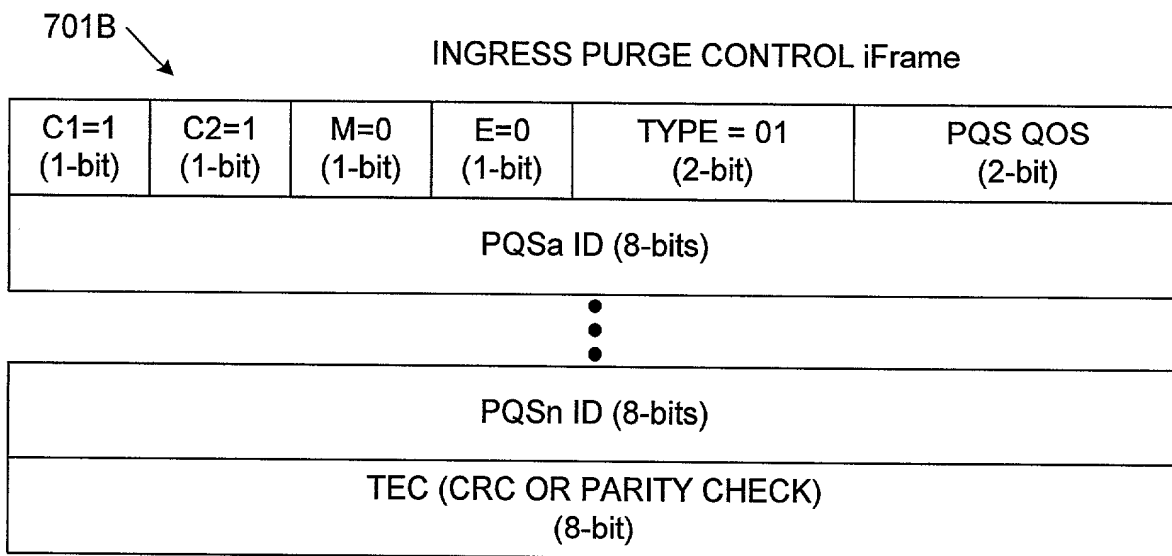 701B
INGRESS PURGE CONTROL iFrame
C1=1 C2=1 M=0 E=0 TYPE = 01 PQS QOS
(1-bit) (1-bit) (1-bit) (1-bit) (2-bit) (2-bit)
PQSa ID (8-bits)
PQSn ID (8-bits)
TEC (CRC OR PARITY CHECK)
(8-bit)